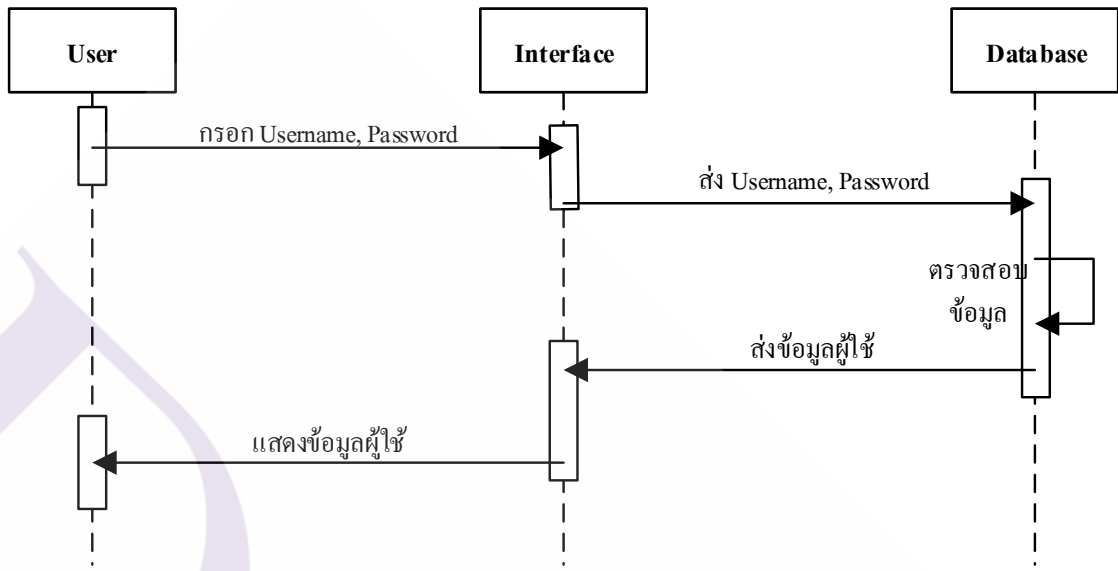 User
Interface
Database
กรอก Username, Password
ส่ง Username, Password
ตรวจสอบ
ข้อมูล
ส่งข้อมูลผู้ใช้
แสดงข้อมูลผู้ใช้